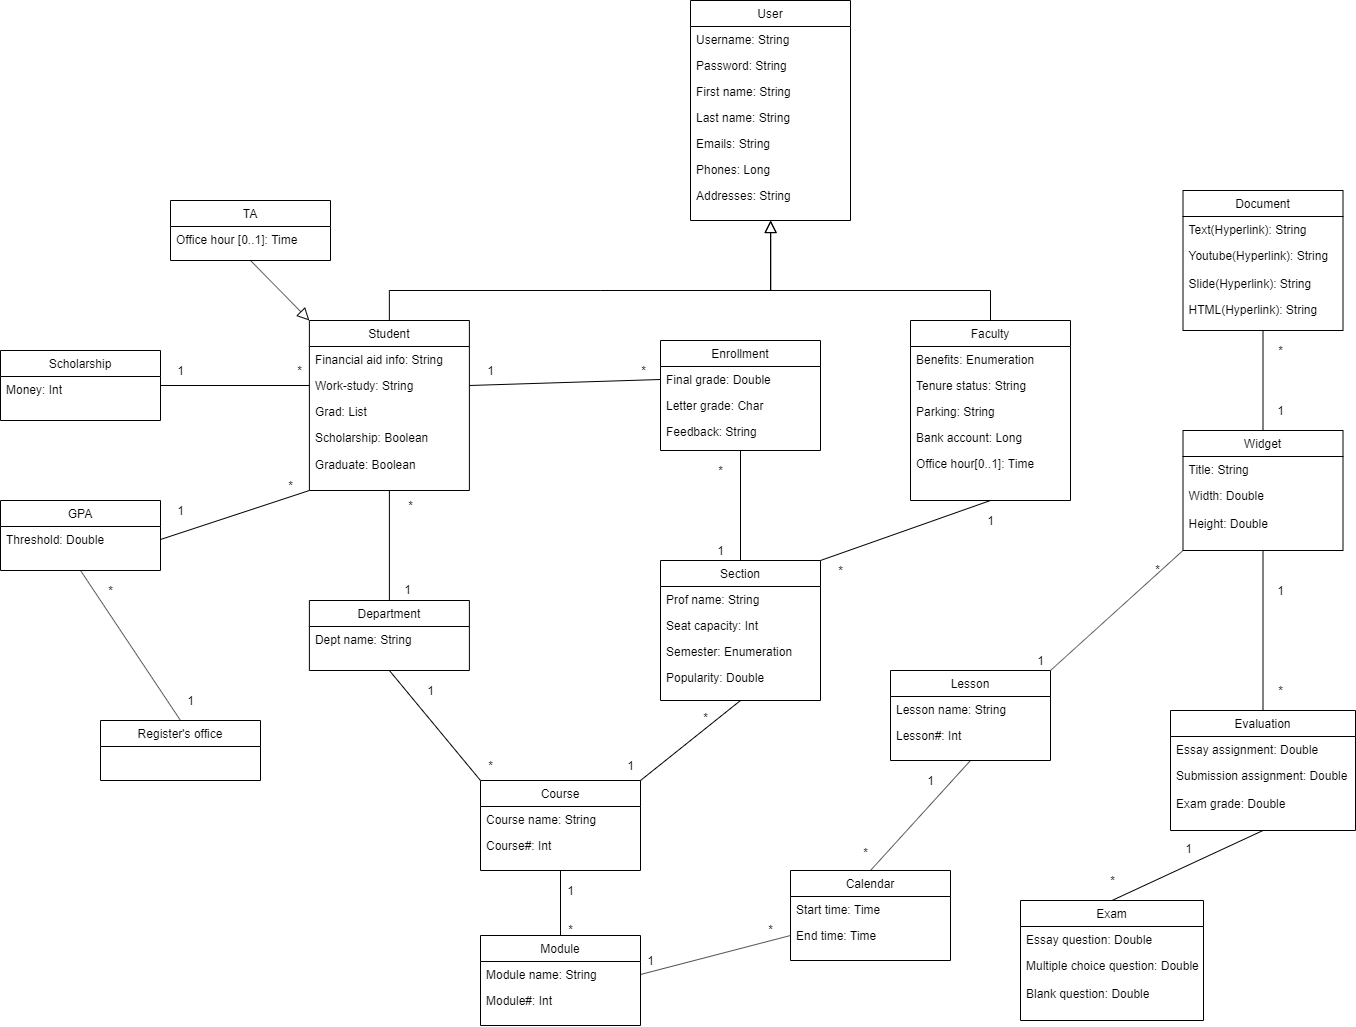 User
Username: String
Password: String
First name: String
Last name: String
Emails: String
Phones: Long
Addresses: String
TA
Office hour [0..1]: Time
Document
Text(Hyperlink): String
Youtube(Hyperlink): String
Slide(Hyperlink): String
HTML(Hyperlink): String
*
1
Scholarship
Money: Int
1
*
Student
Financial aid info: String
Work-study: String
Grad: List
Scholarship: Boolean
Graduate: Boolean
1
*
Enrollment
Final grade: Double
Letter grade: Char
Feedback: String
Faculty
Benefits: Enumeration
Tenure status: String
Parking: String
Bank account: Long
Office hour[0..1]: Time
Widget
Title: String
Width: Double
Height: Double
GPA
Threshold: Double
1
*
*
1
*
1
1
*
*
1
Department
Dept name: String
Section
Prof name: String
Seat capacity: Int
Semester: Enumeration
Popularity: Double
*
1
1
*
Register's office
Lesson
Lesson name: String
Lesson#: Int
Evaluation
Essay assignment: Double
Submission assignment: Double
Exam grade: Double
1
*
*
1
Course
Course name: String
Course#: Int
1
*
1
*
Calendar
Start time: Time
End time: Time
1
*
Module
Module name: String
Module#: Int
1
*
Exam
Essay question: Double
Multiple choice question: Double
Blank question: Double